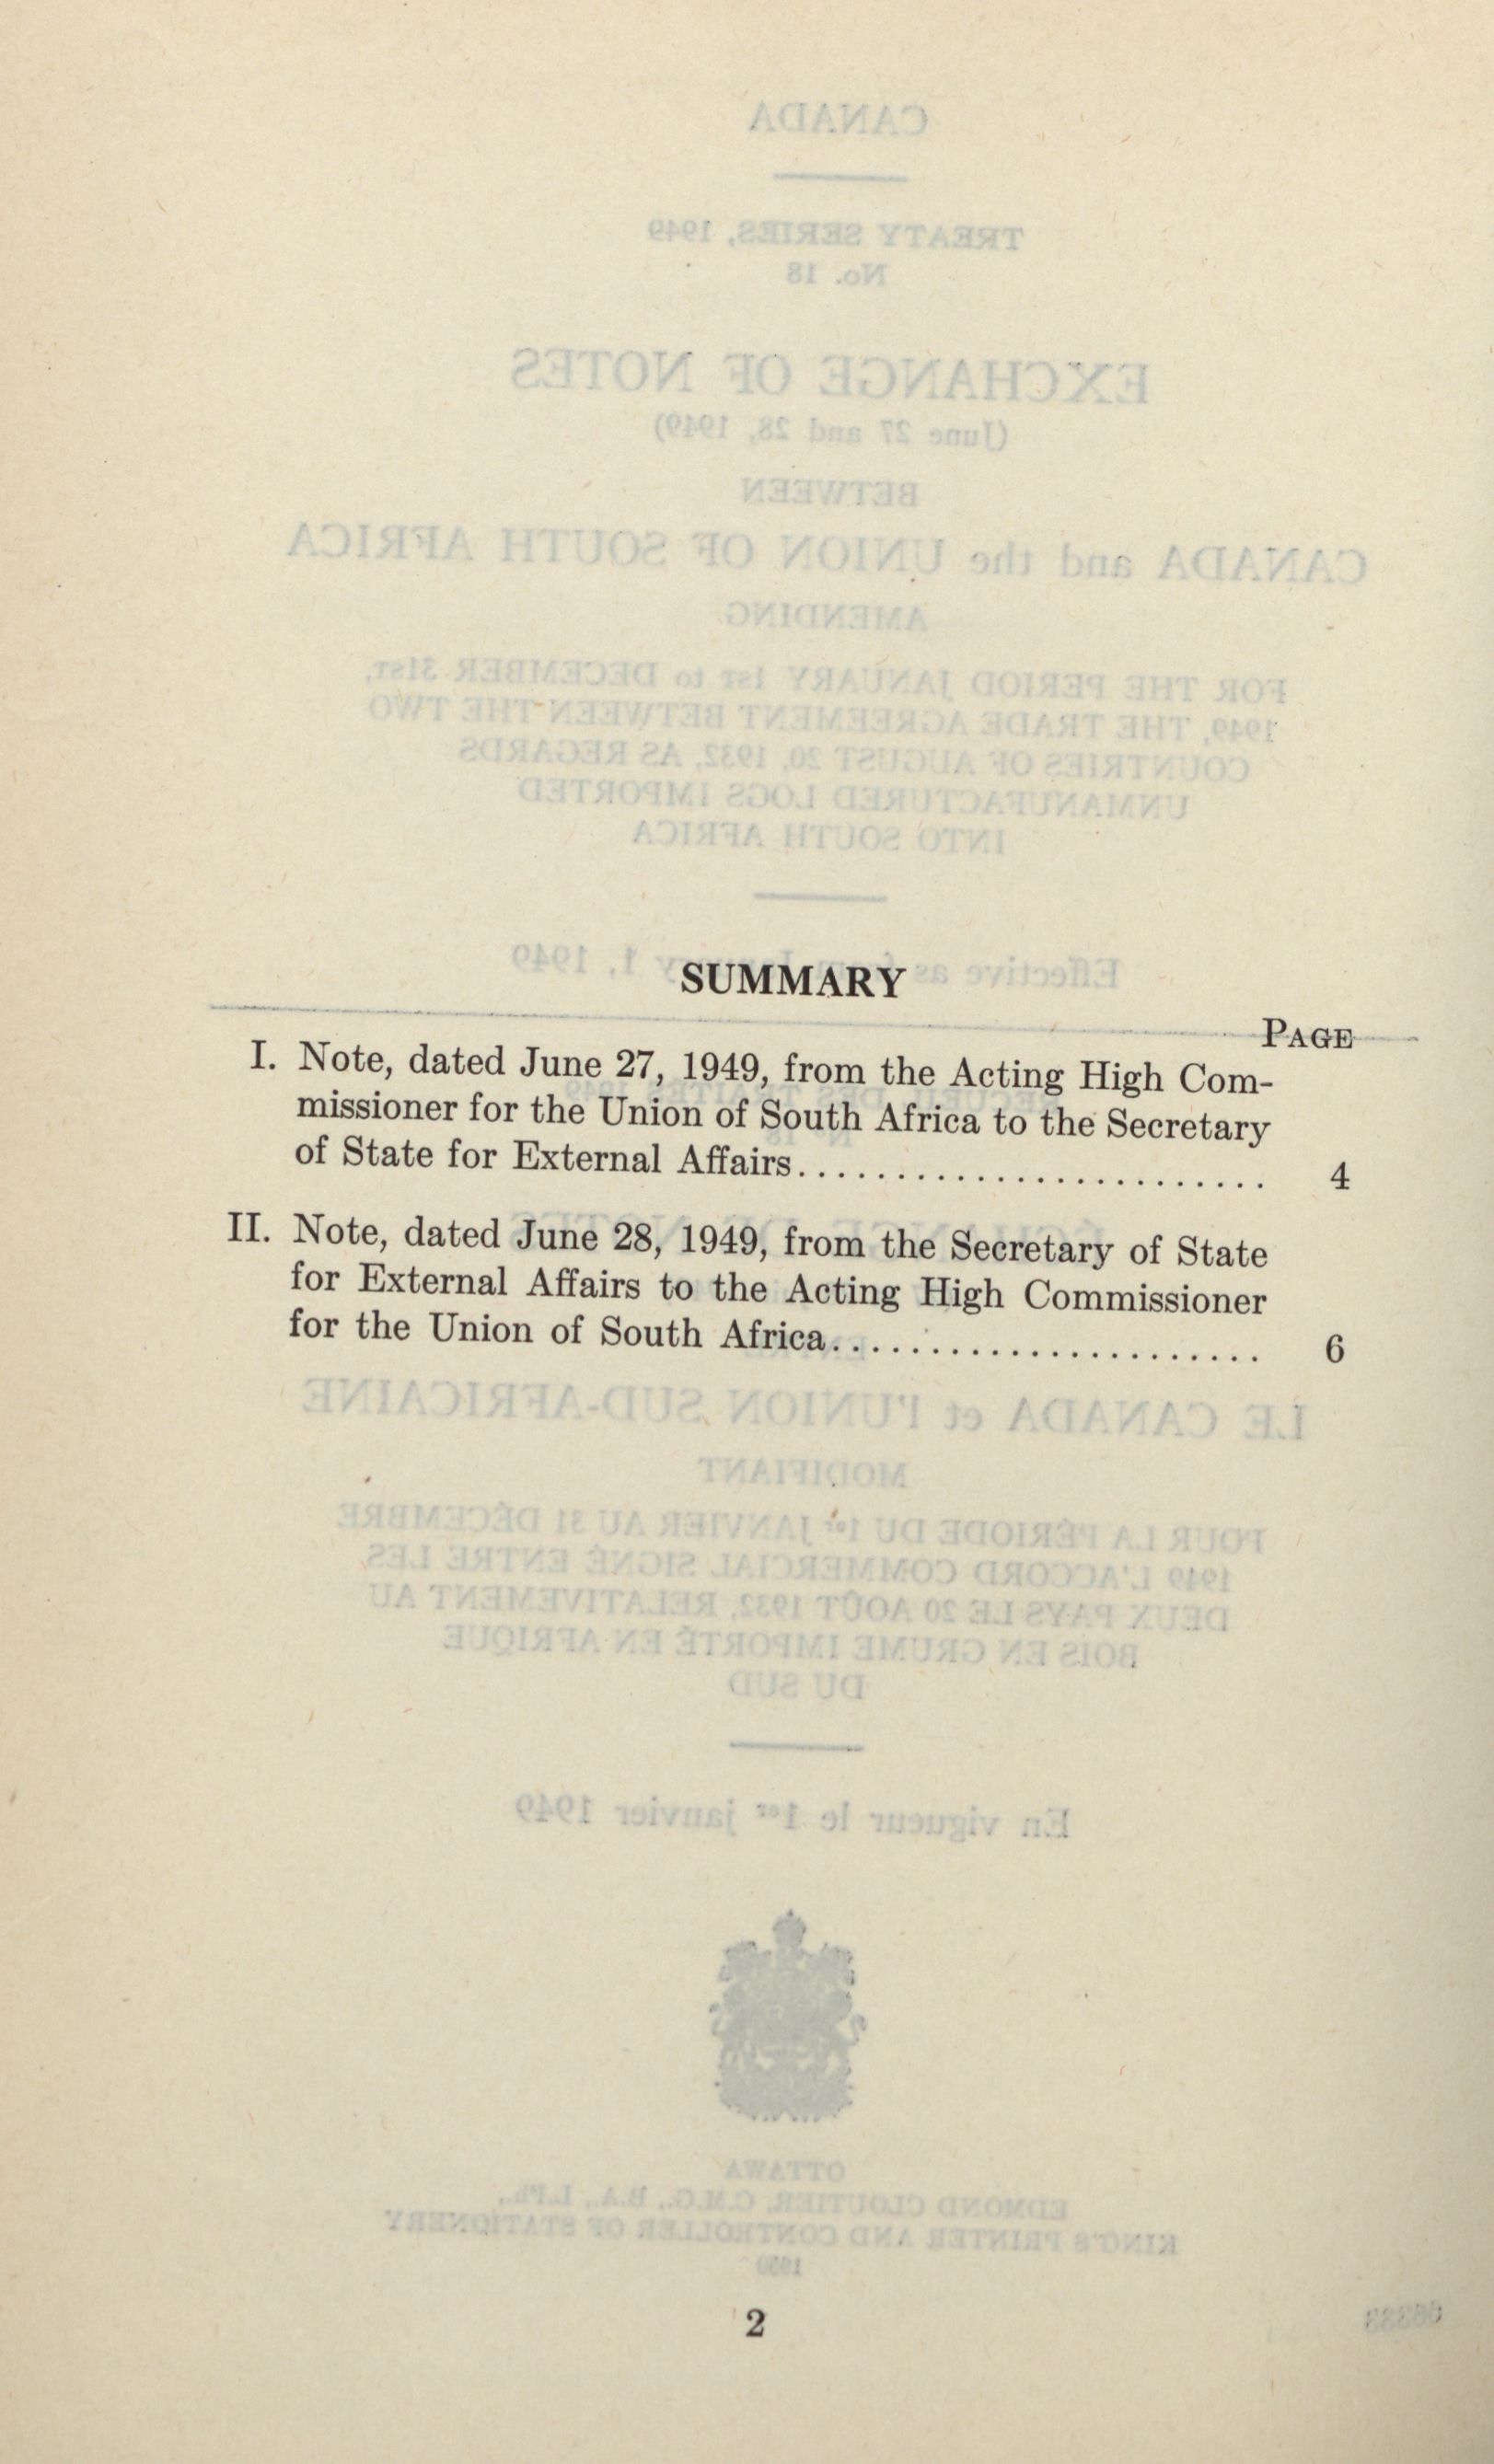 SUMMARY
PAGE
I. Note, dated June 27, 1949, from the Acting High Com-
missioner for the Union of South Africa to the Secretary
of State for External Affairs.......................... 4
II. Note, dated June 28, 1949, from the Secretary of State
for External Affairs to the Acting High Commissioner
for the Union of South Africa........................ 6
2